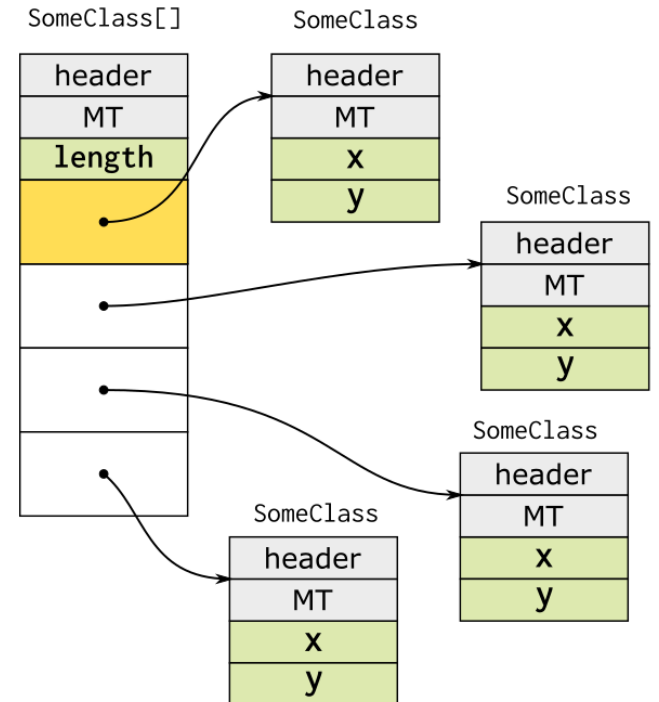 SomeClass[]
header
MT
length
SomeClass
header
MT
x
y
SomeClass
header
MT
x
y
SomeClass
header
MT
x
y
SomeClass
header
MT
x
y